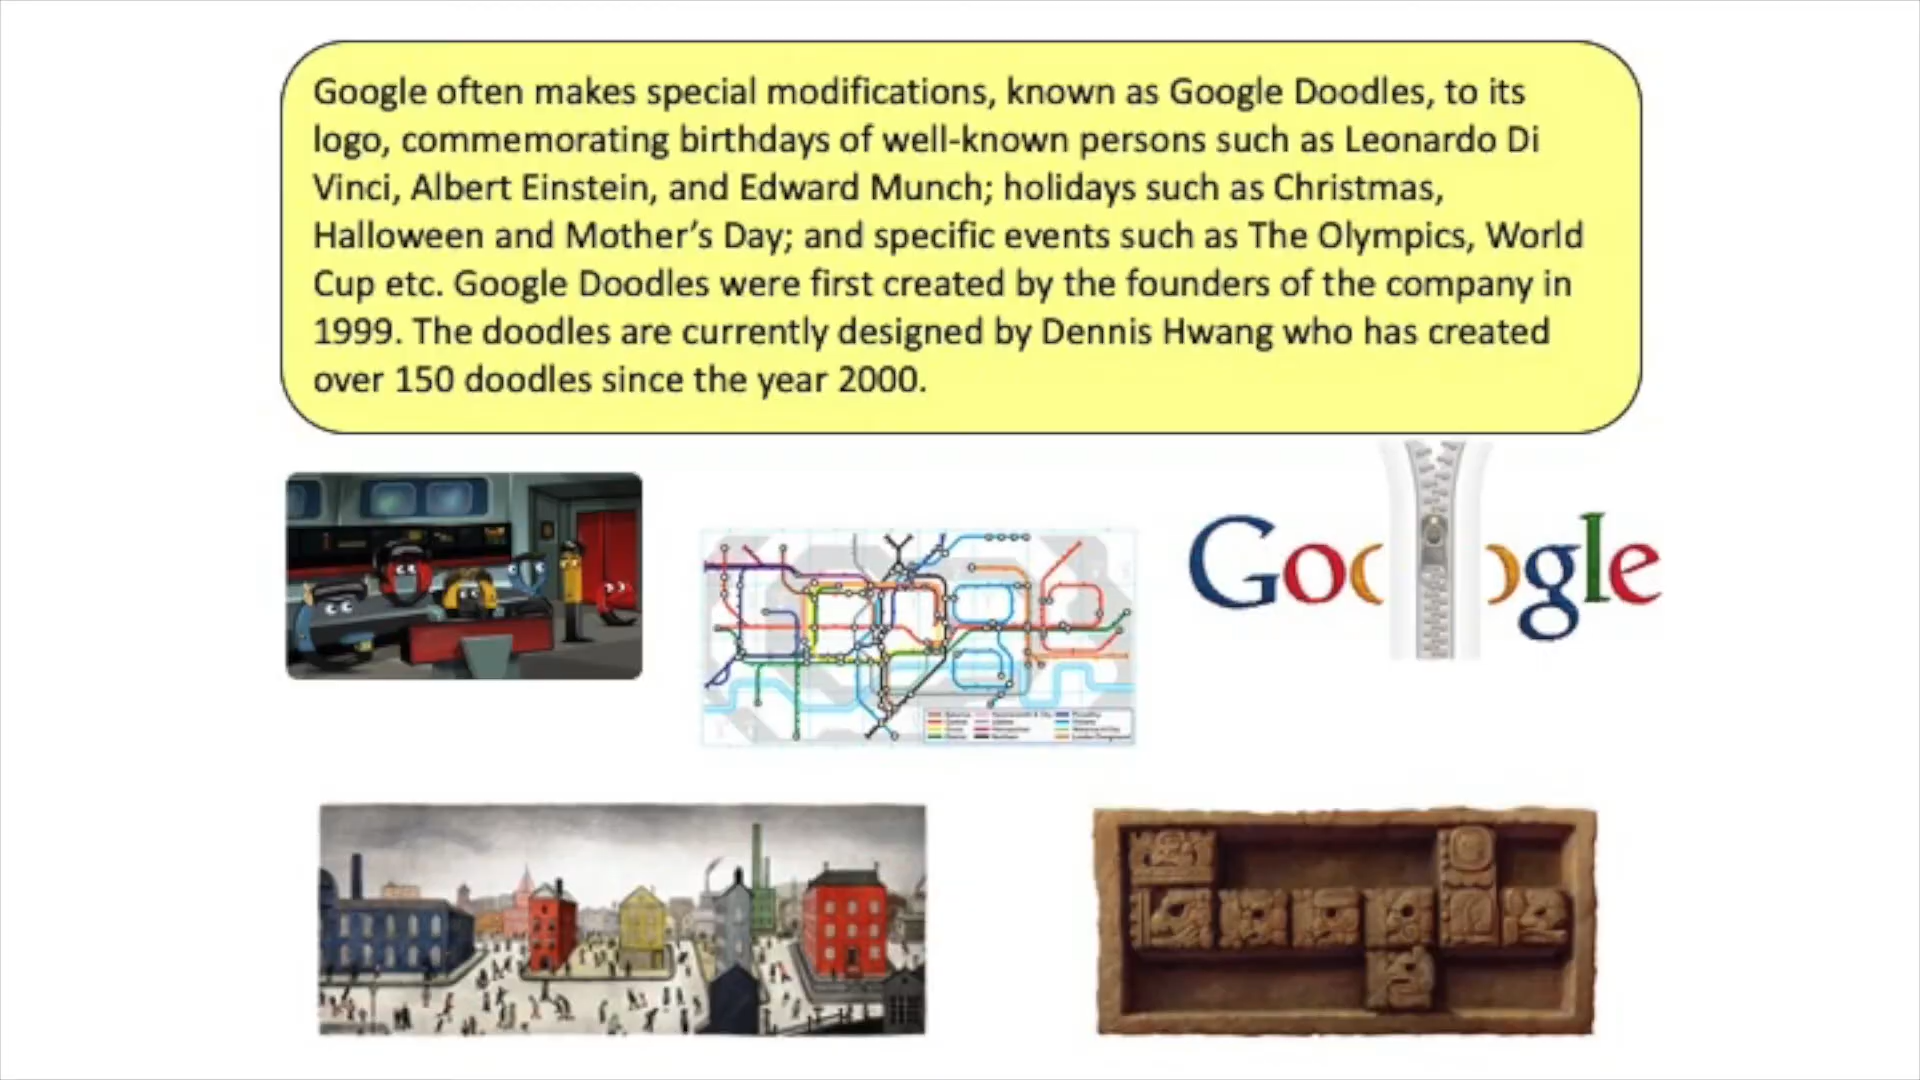 Google often makes special modifications, known as Google Doodles, to its
logo, commemorating birthdays of well-known persons such as Leonardo Di
Vinci, Albert Einstein, and Edward Munch; holidays such as Christmas,
Halloween and Mother's Day; and specific events such as The Olympics, World
Cup etc. Google Doodles were first created by the founders of the company in
1999. The doodles are currently designed by Dennis Hwang who has created
over 150 doodles since the year 2000.
Google